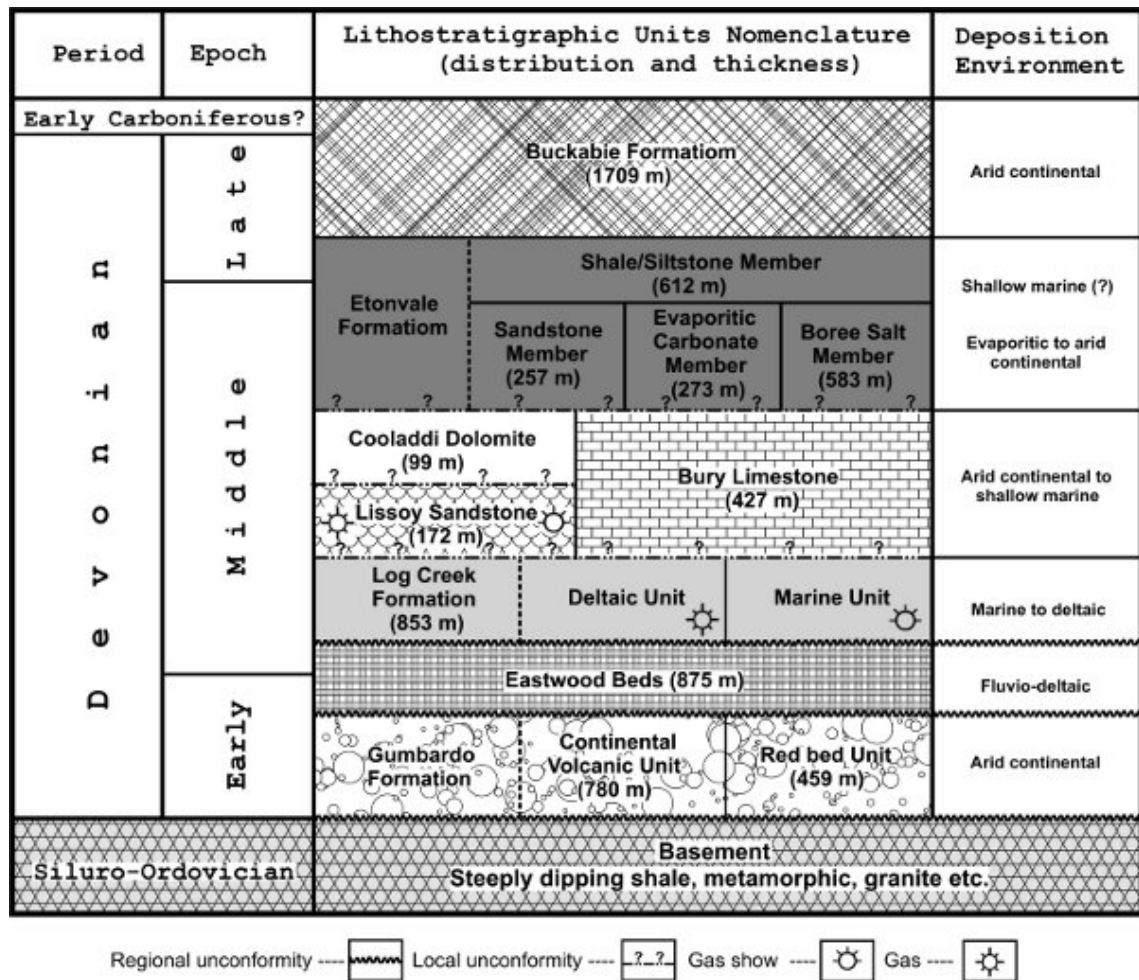 Period
Epoch
Lithostratigraphic Units Nomenclature
(distribution and thickness)
Deposition
Environment
Early Carboniferous?
Devonian
Late
Middle
Early
Buckabie Formatiom
(1709 m)
Arid continental
Etonvale
Formatiom
Shale/Siltstone Member
(612 m)
Sandstone
Member
(257 m)
Evaporitic
Carbonate
Member
(273 m)
Boree Salt
Member
(583 m)
Shallow marine (?)
Evaporitic to arid
continental
? ? ? ? ? ? ? ?
Cooladdi Dolomite
(99 m)
? ? ? ?
Lissoy Sandstone
(172 m)
? ? ? ?
Bury Limestone
(427 m)
? ? ? ?
Arid continental to
shallow marine
Log Creek
Formation
(853 m)
Deltaic Unit
Marine Unit
Marine to deltaic
Eastwood Beds (875 m)
Fluvio-deltaic
Gumbardo
Formation
Continental
Volcanic Unit
(780 m)
Red bed Unit
(459 m)
Arid continental
Siluro-Ordovician
Basement
Steeply dipping shale, metamorphic, granite etc.
Regional unconformity ---- Local unconformity ---- ? ? Gas show ---- Gas ----